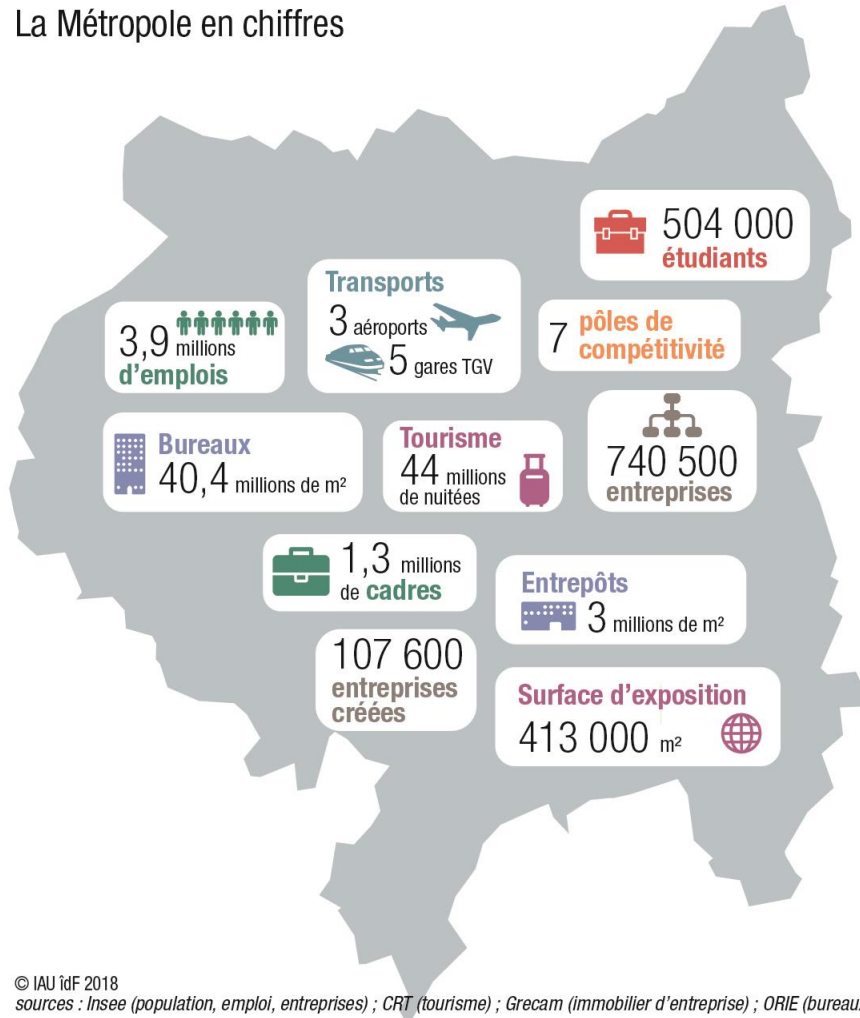 La Métropole en chiffres
504 000
étudiants
Transports
3 aéroports
5 gares TGV
3,9 millions
d'emplois
7 pôles de
compétitivité
Bureaux
40,4 millions de m²
Tourisme
44 millions
de nuitées
740 500
entreprises
1,3 millions
de cadres
Entrepôts
3 millions de m²
107 600
entreprises
créées
Surface d'exposition
413 000 m²
© IAU îdF 2018
sources : Insee (population, emploi, entreprises) ; CRT (tourisme) ; Grecam (immobilier d'entreprise) ; ORIE (bureau